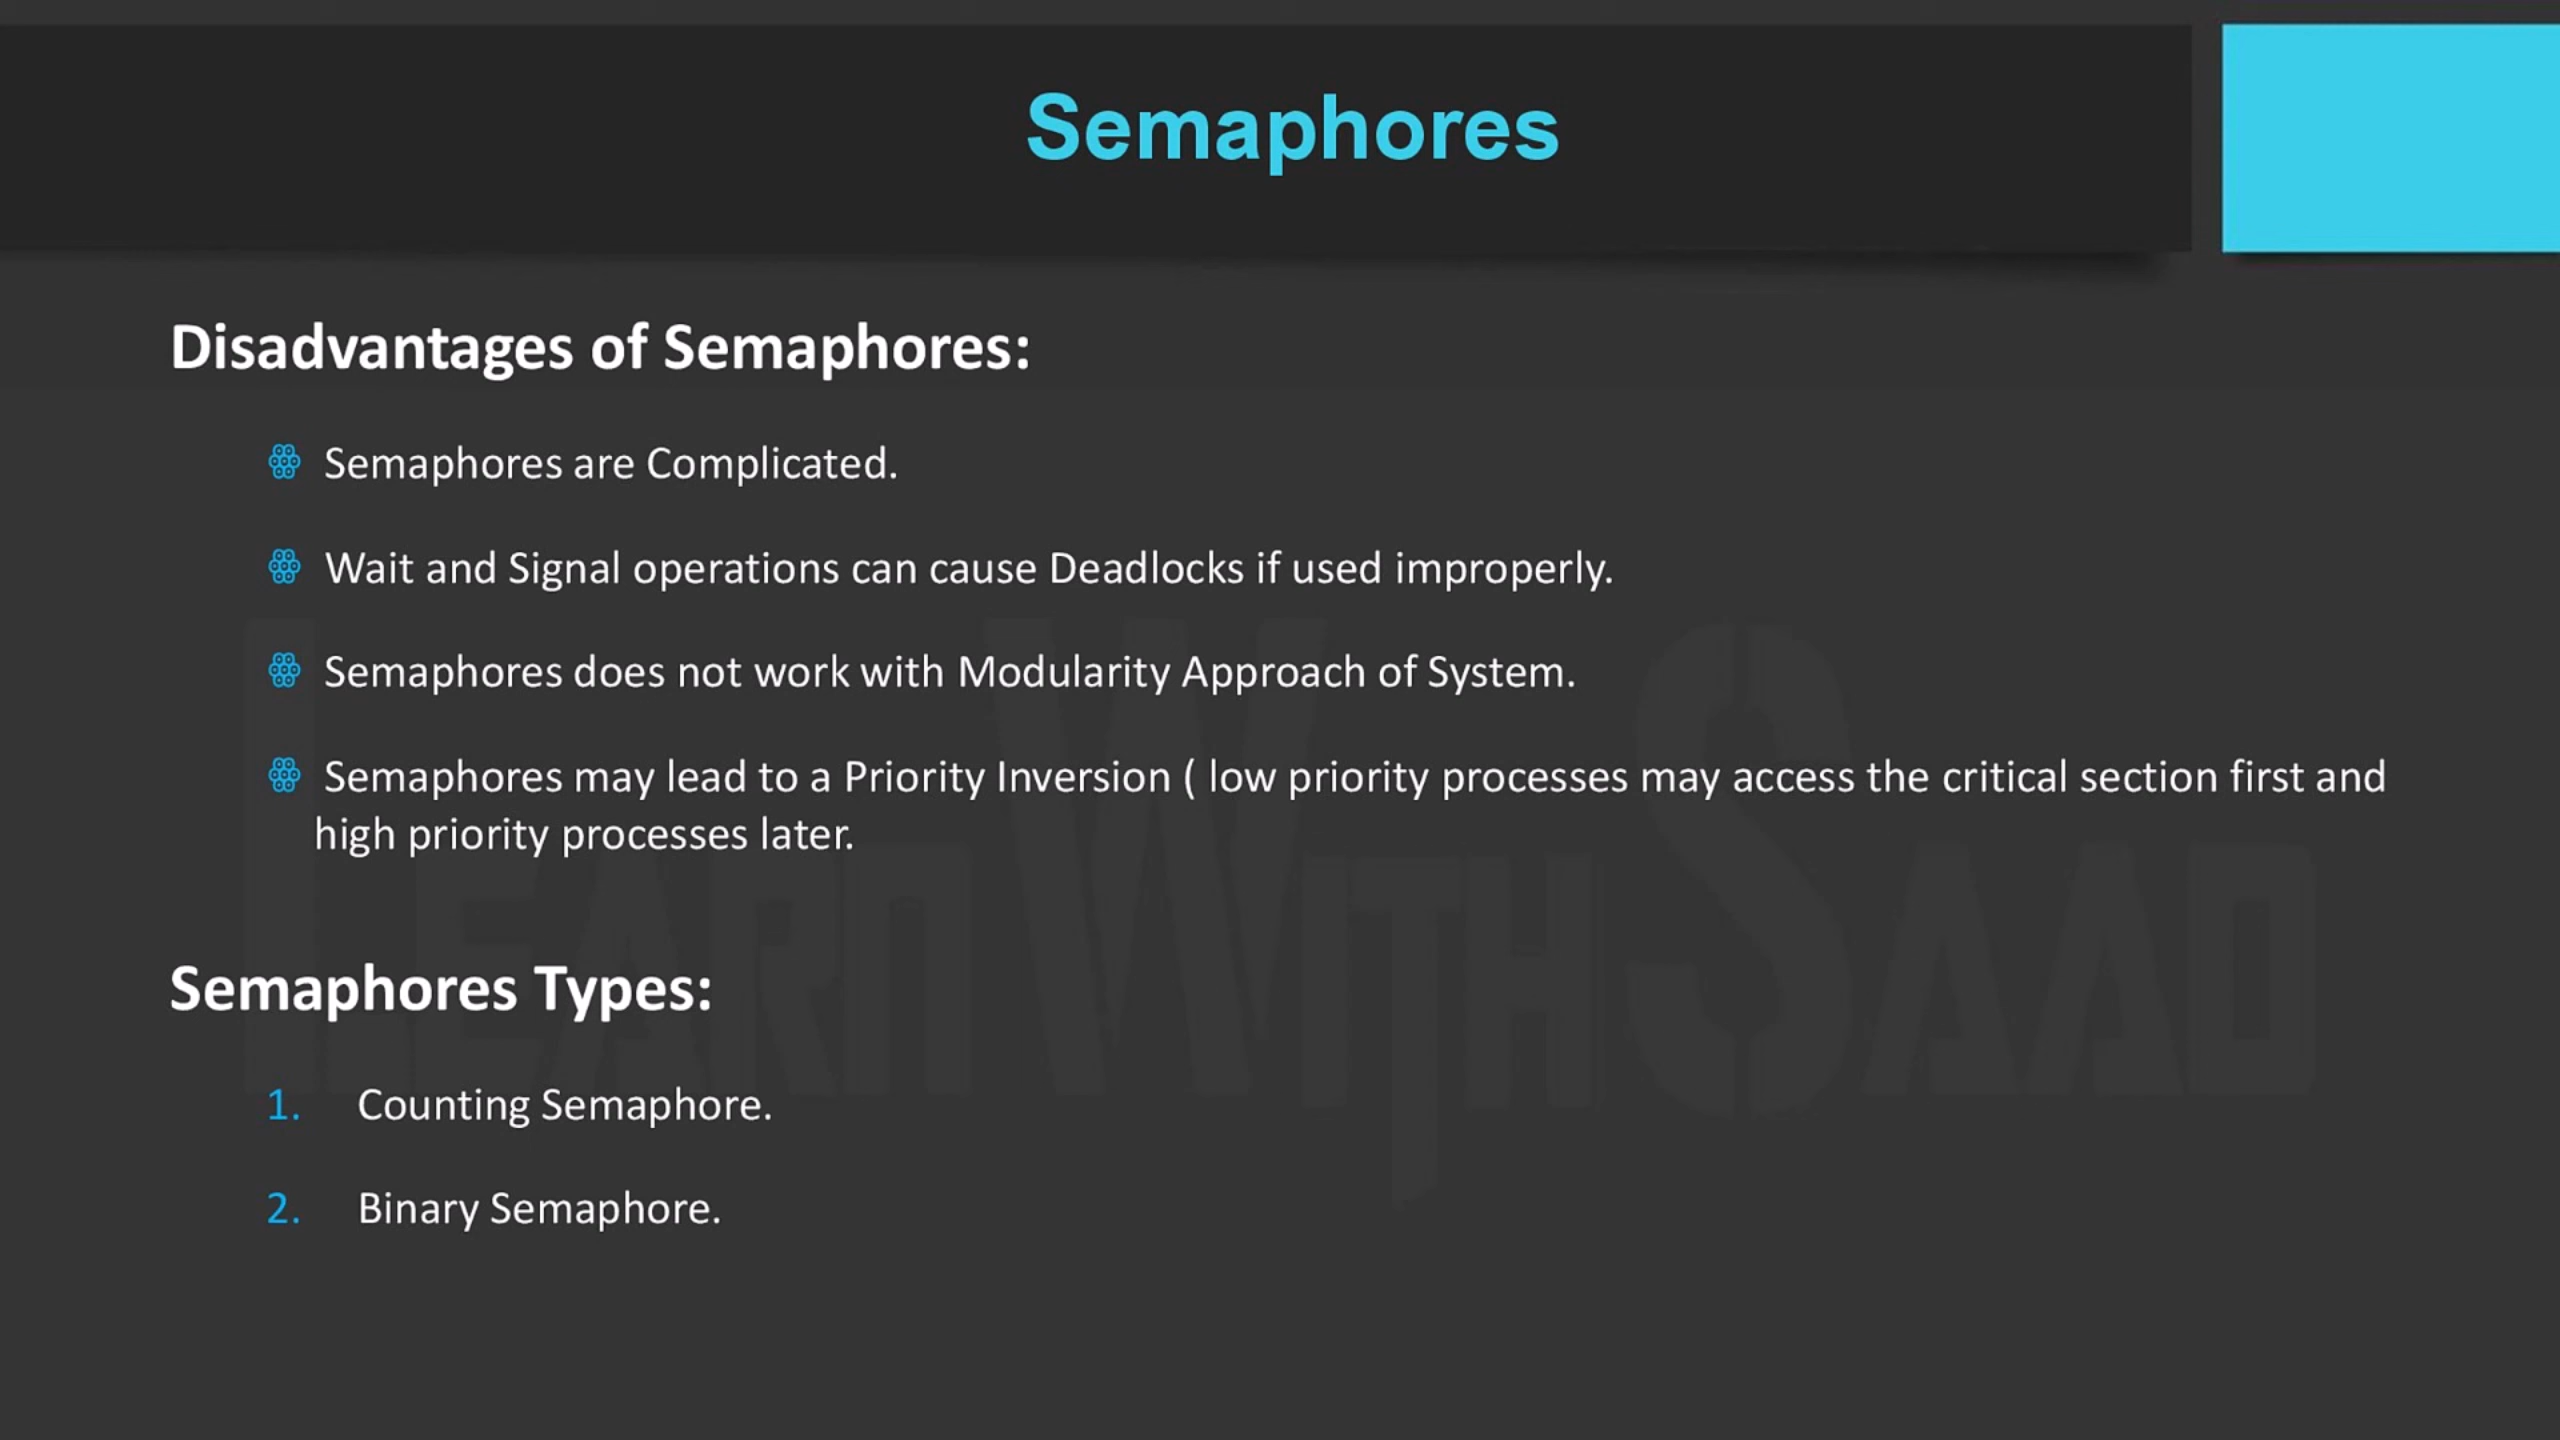 Semaphores
Disadvantages of Semaphores:
Semaphores are Complicated.
Wait and Signal operations can cause Deadlocks if used improperly.
Semaphores does not work with Modularity Approach of System.
Semaphores may lead to a Priority Inversion ( low priority processes may access the critical section first and
high priority processes later.
LearnWithSaad
Semaphores Types:
1. Counting Semaphore.
2. Binary Semaphore.